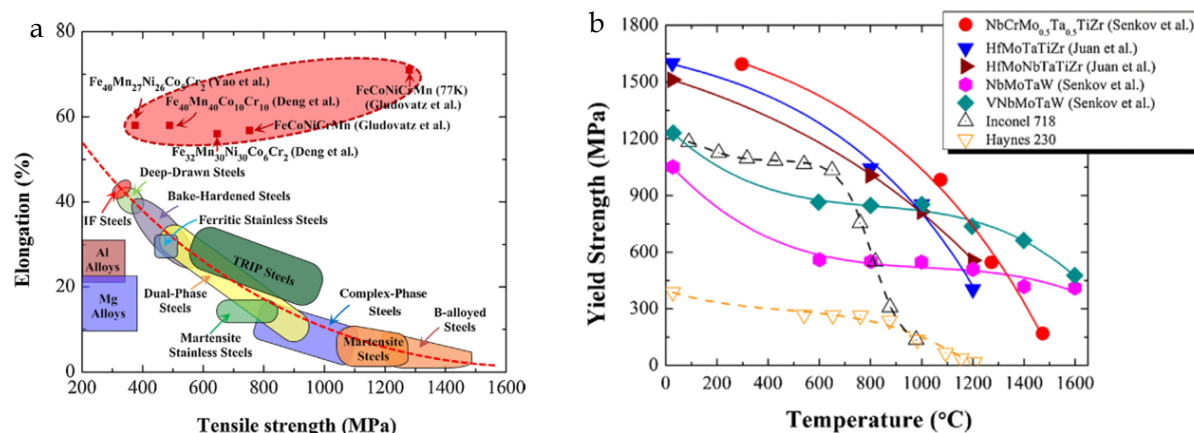 a
80
60
40
20
0
Elongation (%)
Fe40Mn27Ni26Co5Cr2 (Yao et al.)
Fe40Mn40Co10Cr10 (Deng et al.)
FeCoNiCrMn (77K)
(Gludovatz et al.)
FeCoNiCrMn (Gludovatz et al.)
Fe32Mn30Ni30Co6Cr2 (Deng et al.)
Deep-Drawn Steels
Bake-Hardened Steels
IF Steels
Ferritic Stainless Steels
Al
Alloys
TRIP Steels
Mg
Alloys
Dual-Phase
Steels
Complex-Phase
Steels
B-alloyed
Steels
Martensite
Stainless Steels
Martensite
Steels
200 400 600 800 1000 1200 1400 1600
Tensile strength (MPa)
b
1800
1500
1200
900
600
300
0
Yield Strength (MPa)
NbCrMo0.5Ta0.5TiZr (Senkov et al.)
HfMoTaTiZr (Juan et al.)
HfMoNbTaTiZr (Juan et al.)
NbMoTaW (Senkov et al.)
VNbMoTaW (Senkov et al.)
Inconel 718
Haynes 230
0 200 400 600 800 1000 1200 1400 1600
Temperature (°C)